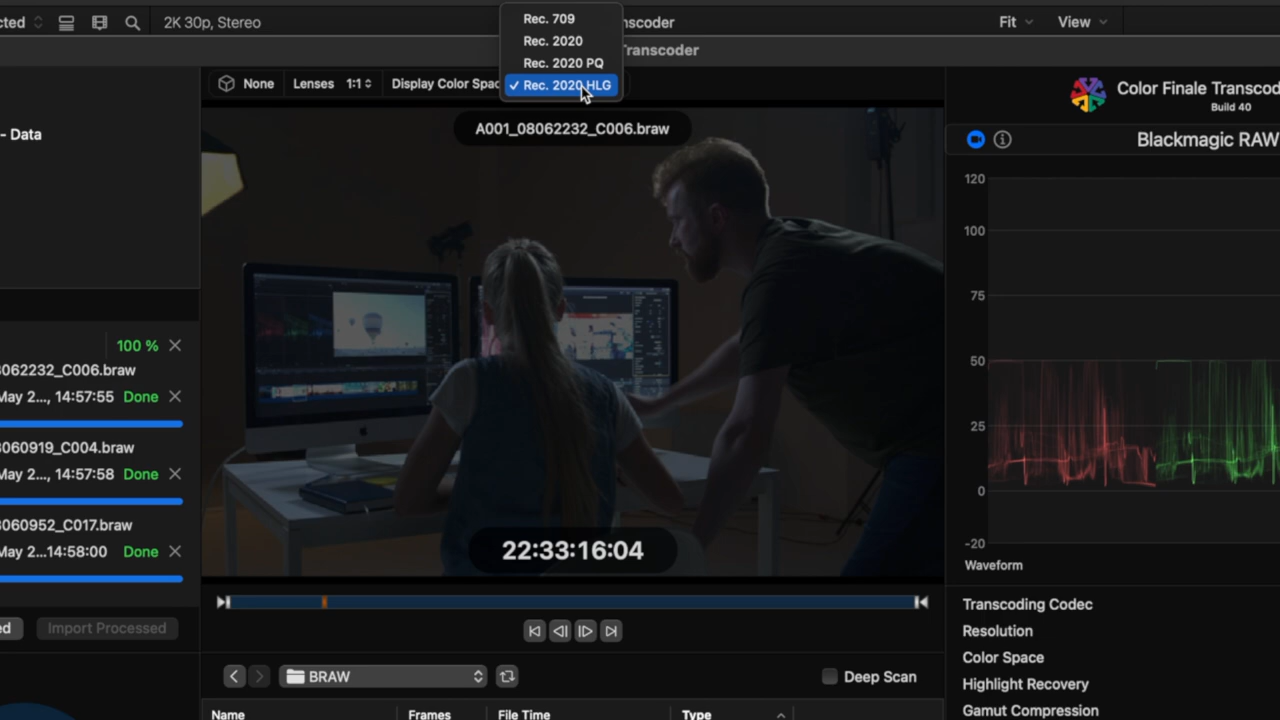 cted
2K 30p, Stereo
nscoder
Fit
View
Transcoder
Rec. 709
Rec. 2020
Rec. 2020 PQ
✓ Rec. 2020 HLG
None
Lenses
1:1
Display Color Spac
A001_08062232_C006.braw
- Data
100 %
3062232_C006.braw
May 2..., 14:57:55
Done
3060919_C004.braw
May 2..., 14:57:58
Done
3060952_C017.braw
May 2...14:58:00
Done
ed
Import Processed
22:33:16:04
BRAW
Deep Scan
Name
Frames
File Time
Type
Color Finale Transcod
Build 40
Blackmagic RAW
120
100
75
50
25
0
-20
Waveform
Transcoding Codec
Resolution
Color Space
Highlight Recovery
Gamut Compression